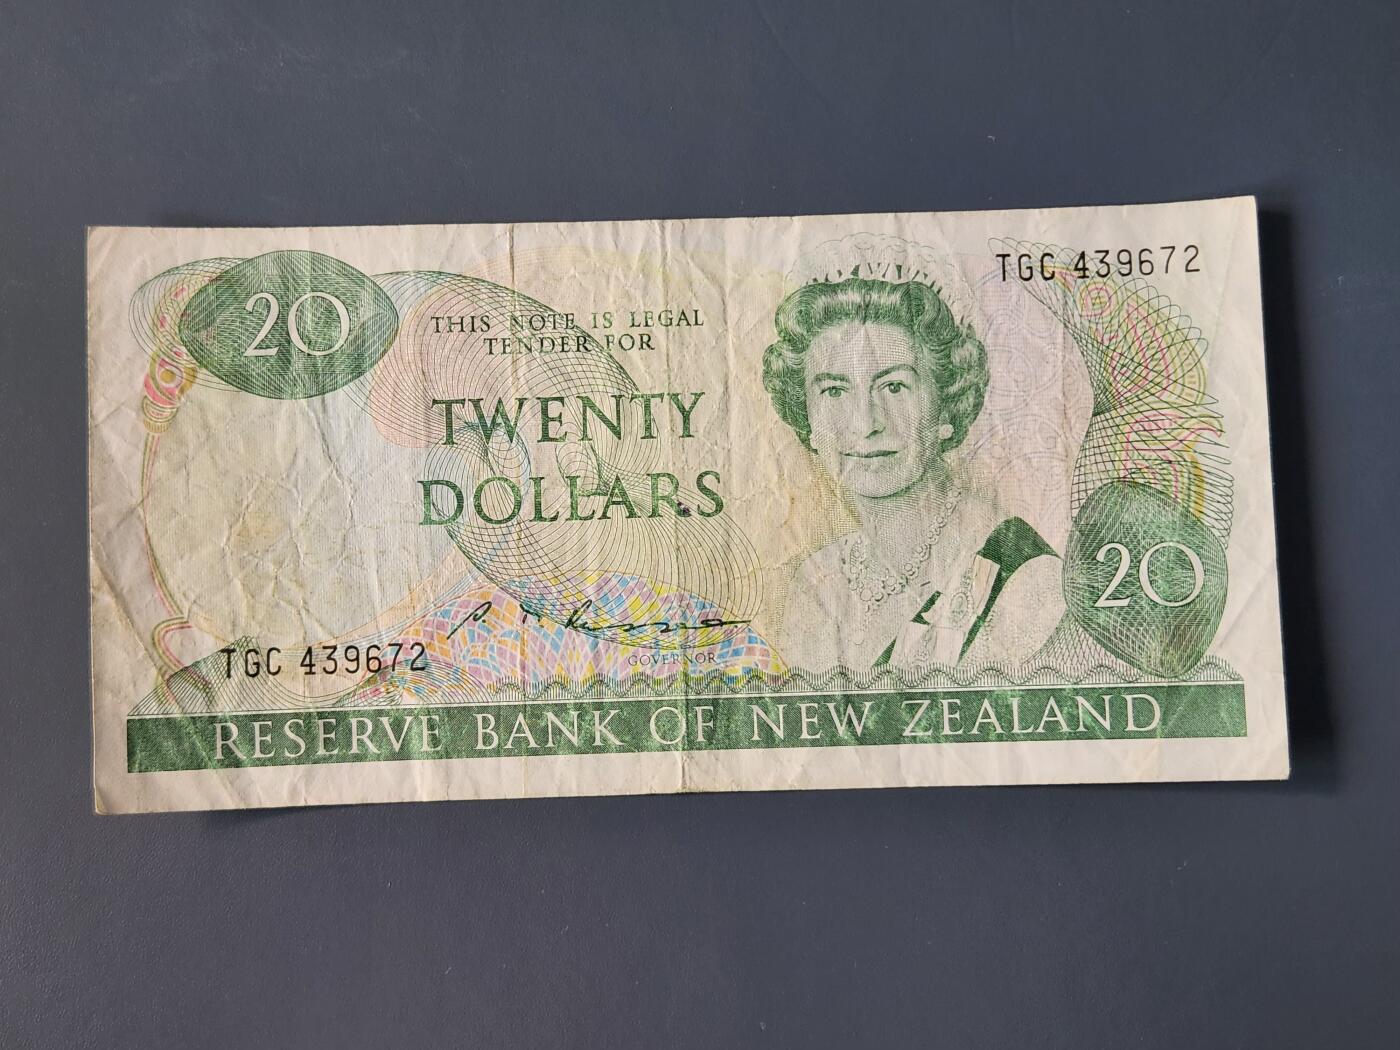 TGC 439672
20
THIS NOTE IS LEGAL
TENDER FOR
TWENTY
DOLLARS
20
GOVERNOR
TGC 439672
RESERVE BANK OF NEW ZEALAND